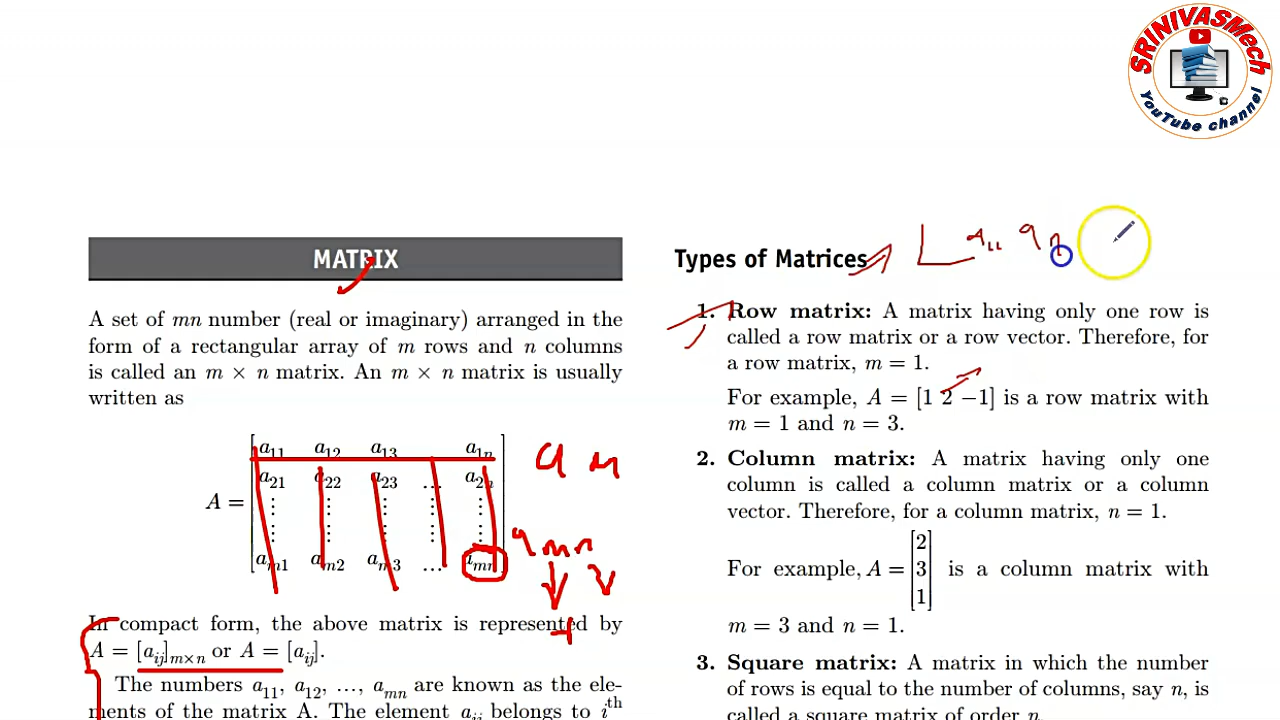 SRINIVASMech
YouTube channel
MATRIX
A set of mn number (real or imaginary) arranged in the
form of a rectangular array of m rows and n columns
is called an m × n matrix. An m × n matrix is usually
written as
a11 a12 a13 a1n
a21 a22 a23 … a2n
A =
⋮ ⋮ ⋮ ⋮ ⋮
am1 am2 am3 … amn
a m
amn
In compact form, the above matrix is represented by
A = [aij]m×n or A = [aij].
The numbers a11, a12, …, amn are known as the ele-
ments of the matrix A. The element aij belongs to ith
Types of Matrices
a11
1. Row matrix: A matrix having only one row is
called a row matrix or a row vector. Therefore, for
a row matrix, m = 1.
For example, A = [1 2 −1] is a row matrix with
m = 1 and n = 3.
2. Column matrix: A matrix having only one
column is called a column matrix or a column
vector. Therefore, for a column matrix, n = 1.
2
For example, A = 3 is a column matrix with
1
m = 3 and n = 1.
3. Square matrix: A matrix in which the number
of rows is equal to the number of columns, say n, is
called a square matrix of order n.